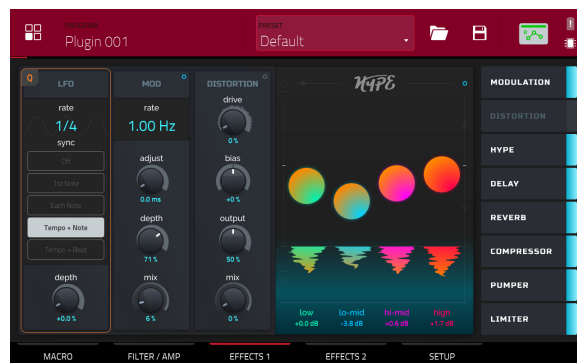 PROGRAM
Plugin 001
PRESET
Default
Q
LFO
MOD
DISTORTION
HYPE
MODULATION
DISTORTION
HYPE
DELAY
REVERB
COMPRESSOR
PUMPER
LIMITER
rate
1/4
sync
Off
1st Note
Each Note
Tempo + Note
Tempo + Beat
depth
+0.0 %
rate
1.00 Hz
adjust
0.0 ms
depth
71 %
mix
6 %
drive
0 %
bias
+0 %
output
50 %
mix
0 %
low
+0.0 dB
lo-mid
-3.8 dB
hi-mid
+0.6 dB
high
+1.7 dB
MACRO
FILTER / AMP
EFFECTS 1
EFFECTS 2
SETUP